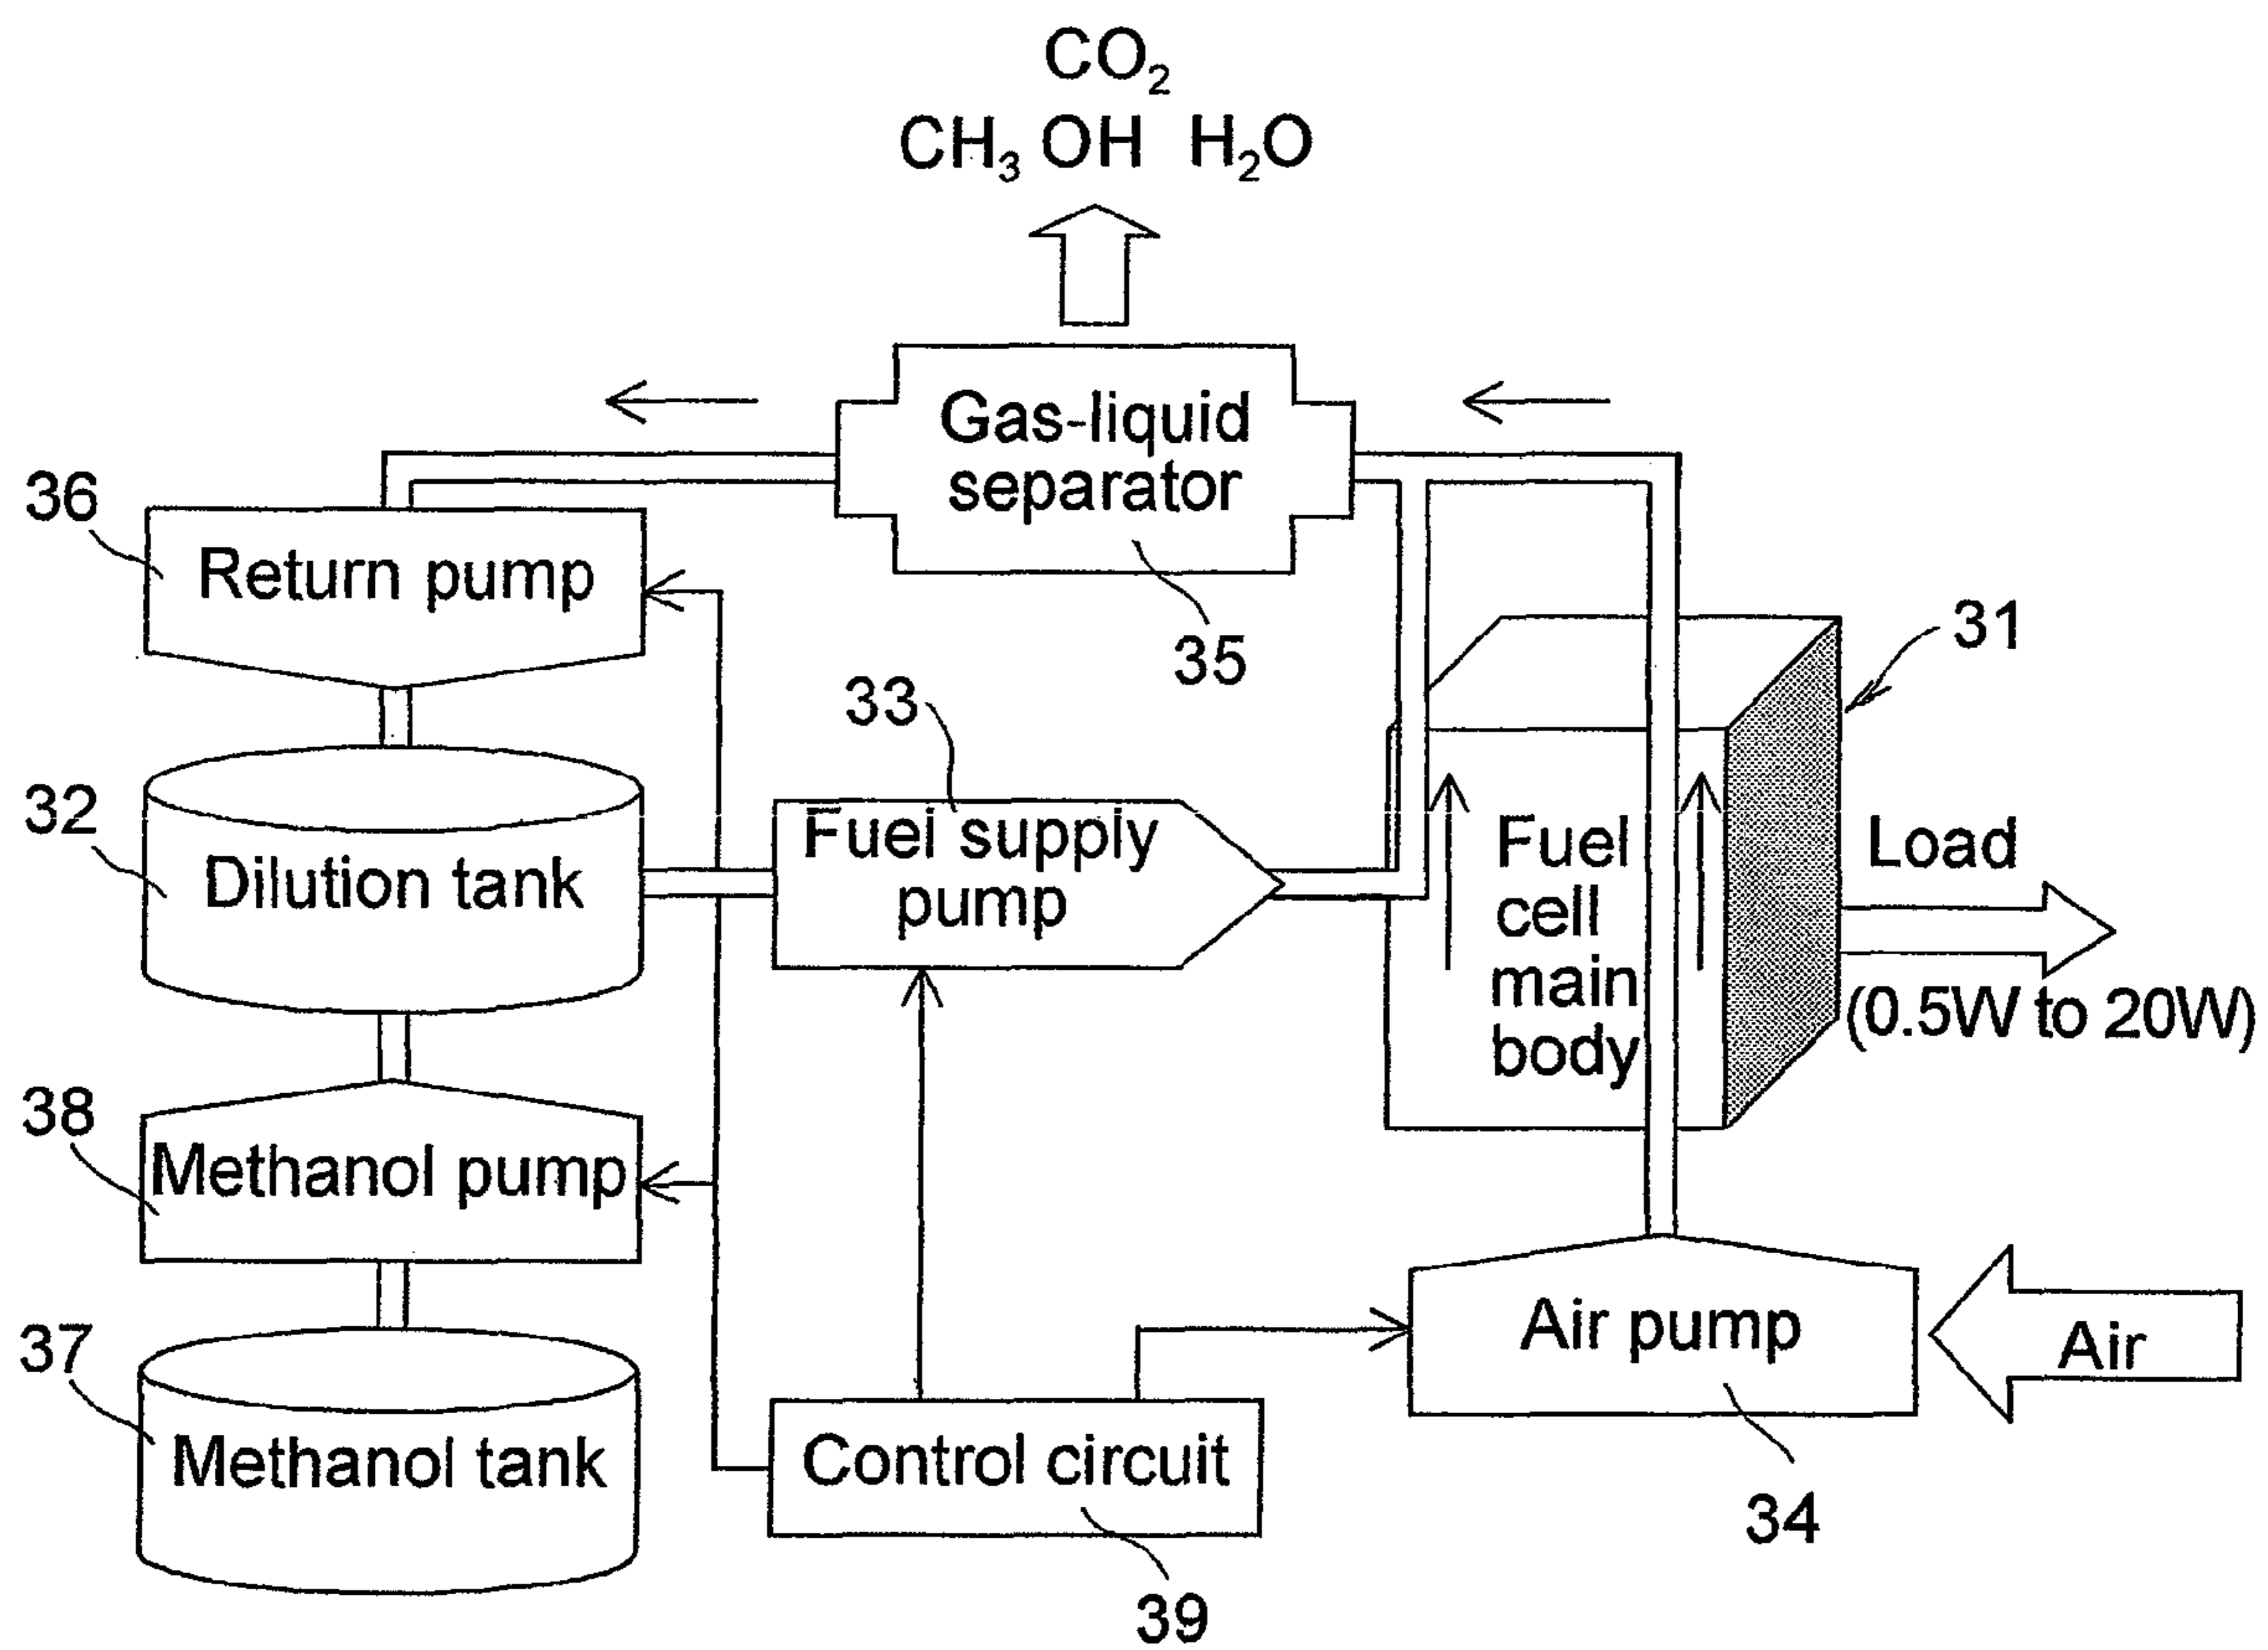 CO₂
CH₃ OH H₂O
Gas-liquid
separator
35
36
Return pump
31
33
32
Dilution tank
Fuel supply
pump
Fuel
cell
main
body
Load
(0.5W to 20W)
38
Methanol pump
37
Methanol tank
Control circuit
39
Air pump
Air
34